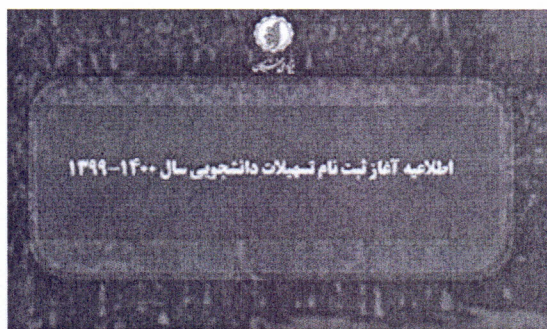 اطلاعیه آغاز ثبت نام تسهیلات دانشجویی سال ۱۴۰۰-۱۳۹۹